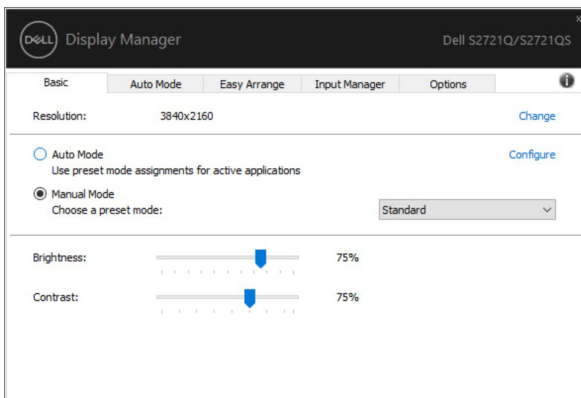 DELL Display Manager
Dell S2721Q/S2721QS
Basic Auto Mode Easy Arrange Input Manager Options
Resolution: 3840x2160 Change
Auto Mode Configure
Use preset mode assignments for active applications
Manual Mode
Choose a preset mode: Standard
Brightness: 75%
Contrast: 75%